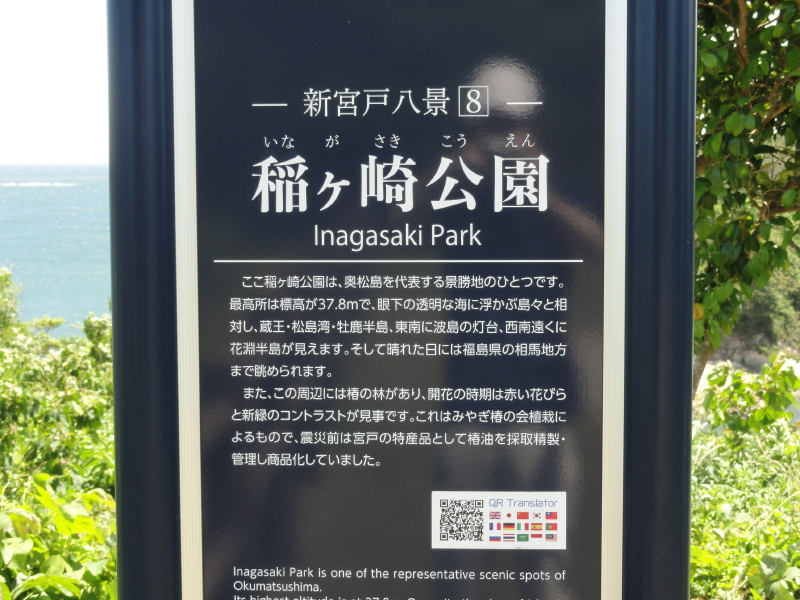 新宮戸八景 8
いな が さき こう えん
稲ヶ崎公園
Inagasaki Park
ここ稲ヶ崎公園は、奥松島を代表する景勝地のひとつです。
最高所は標高が37.8mで、眼下の透明な海に浮かぶ島々と相
対し、蔵王・松島湾・牡鹿半島、東南に波島の灯台、西南遠くに
花淵半島が見えます。そして晴れた日には福島県の相馬地方
まで眺められます。
また、この周辺には椿の林があり、開花の時期は赤い花びら
と新緑のコントラストが見事です。これはみやぎ椿の会植栽に
よるもので、震災前は宮戸の特産品として椿油を採取精製・
管理し商品化していました。
QR Translator
Inagasaki Park is one of the representative scenic spots of
Okumatsushima.